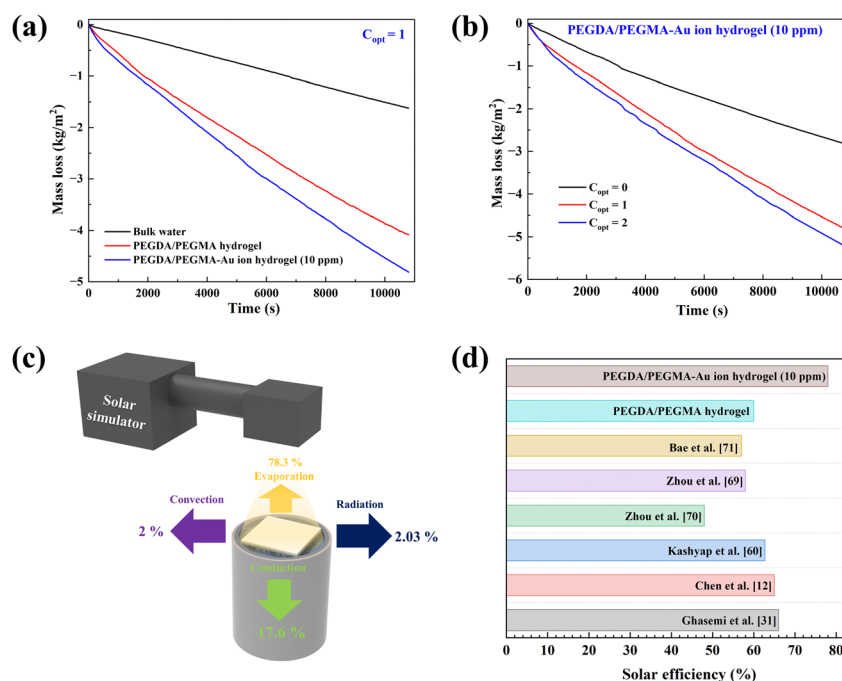 (a)
C_opt = 1
Mass loss (kg/m²)
0
−1
−2
−3
−4
−5
Bulk water
PEGDA/PEGMA hydrogel
PEGDA/PEGMA-Au ion hydrogel (10 ppm)
0 2000 4000 6000 8000 10000
Time (s)
(b)
PEGDA/PEGMA-Au ion hydrogel (10 ppm)
Mass loss (kg/m²)
0
−1
−2
−3
−4
−5
−6
C_opt = 0
C_opt = 1
C_opt = 2
0 2000 4000 6000 8000 10000
Time (s)
(c)
Solar
simulator
78.3 %
Evaporation
Convection
2 %
Radiation
2.03 %
Conduction
17.6 %
(d)
PEGDA/PEGMA-Au ion hydrogel (10 ppm)
PEGDA/PEGMA hydrogel
Bae et al. [71]
Zhou et al. [69]
Zhou et al. [70]
Kashyap et al. [60]
Chen et al. [12]
Ghasemi et al. [31]
0 10 20 30 40 50 60 70 80
Solar efficiency (%)